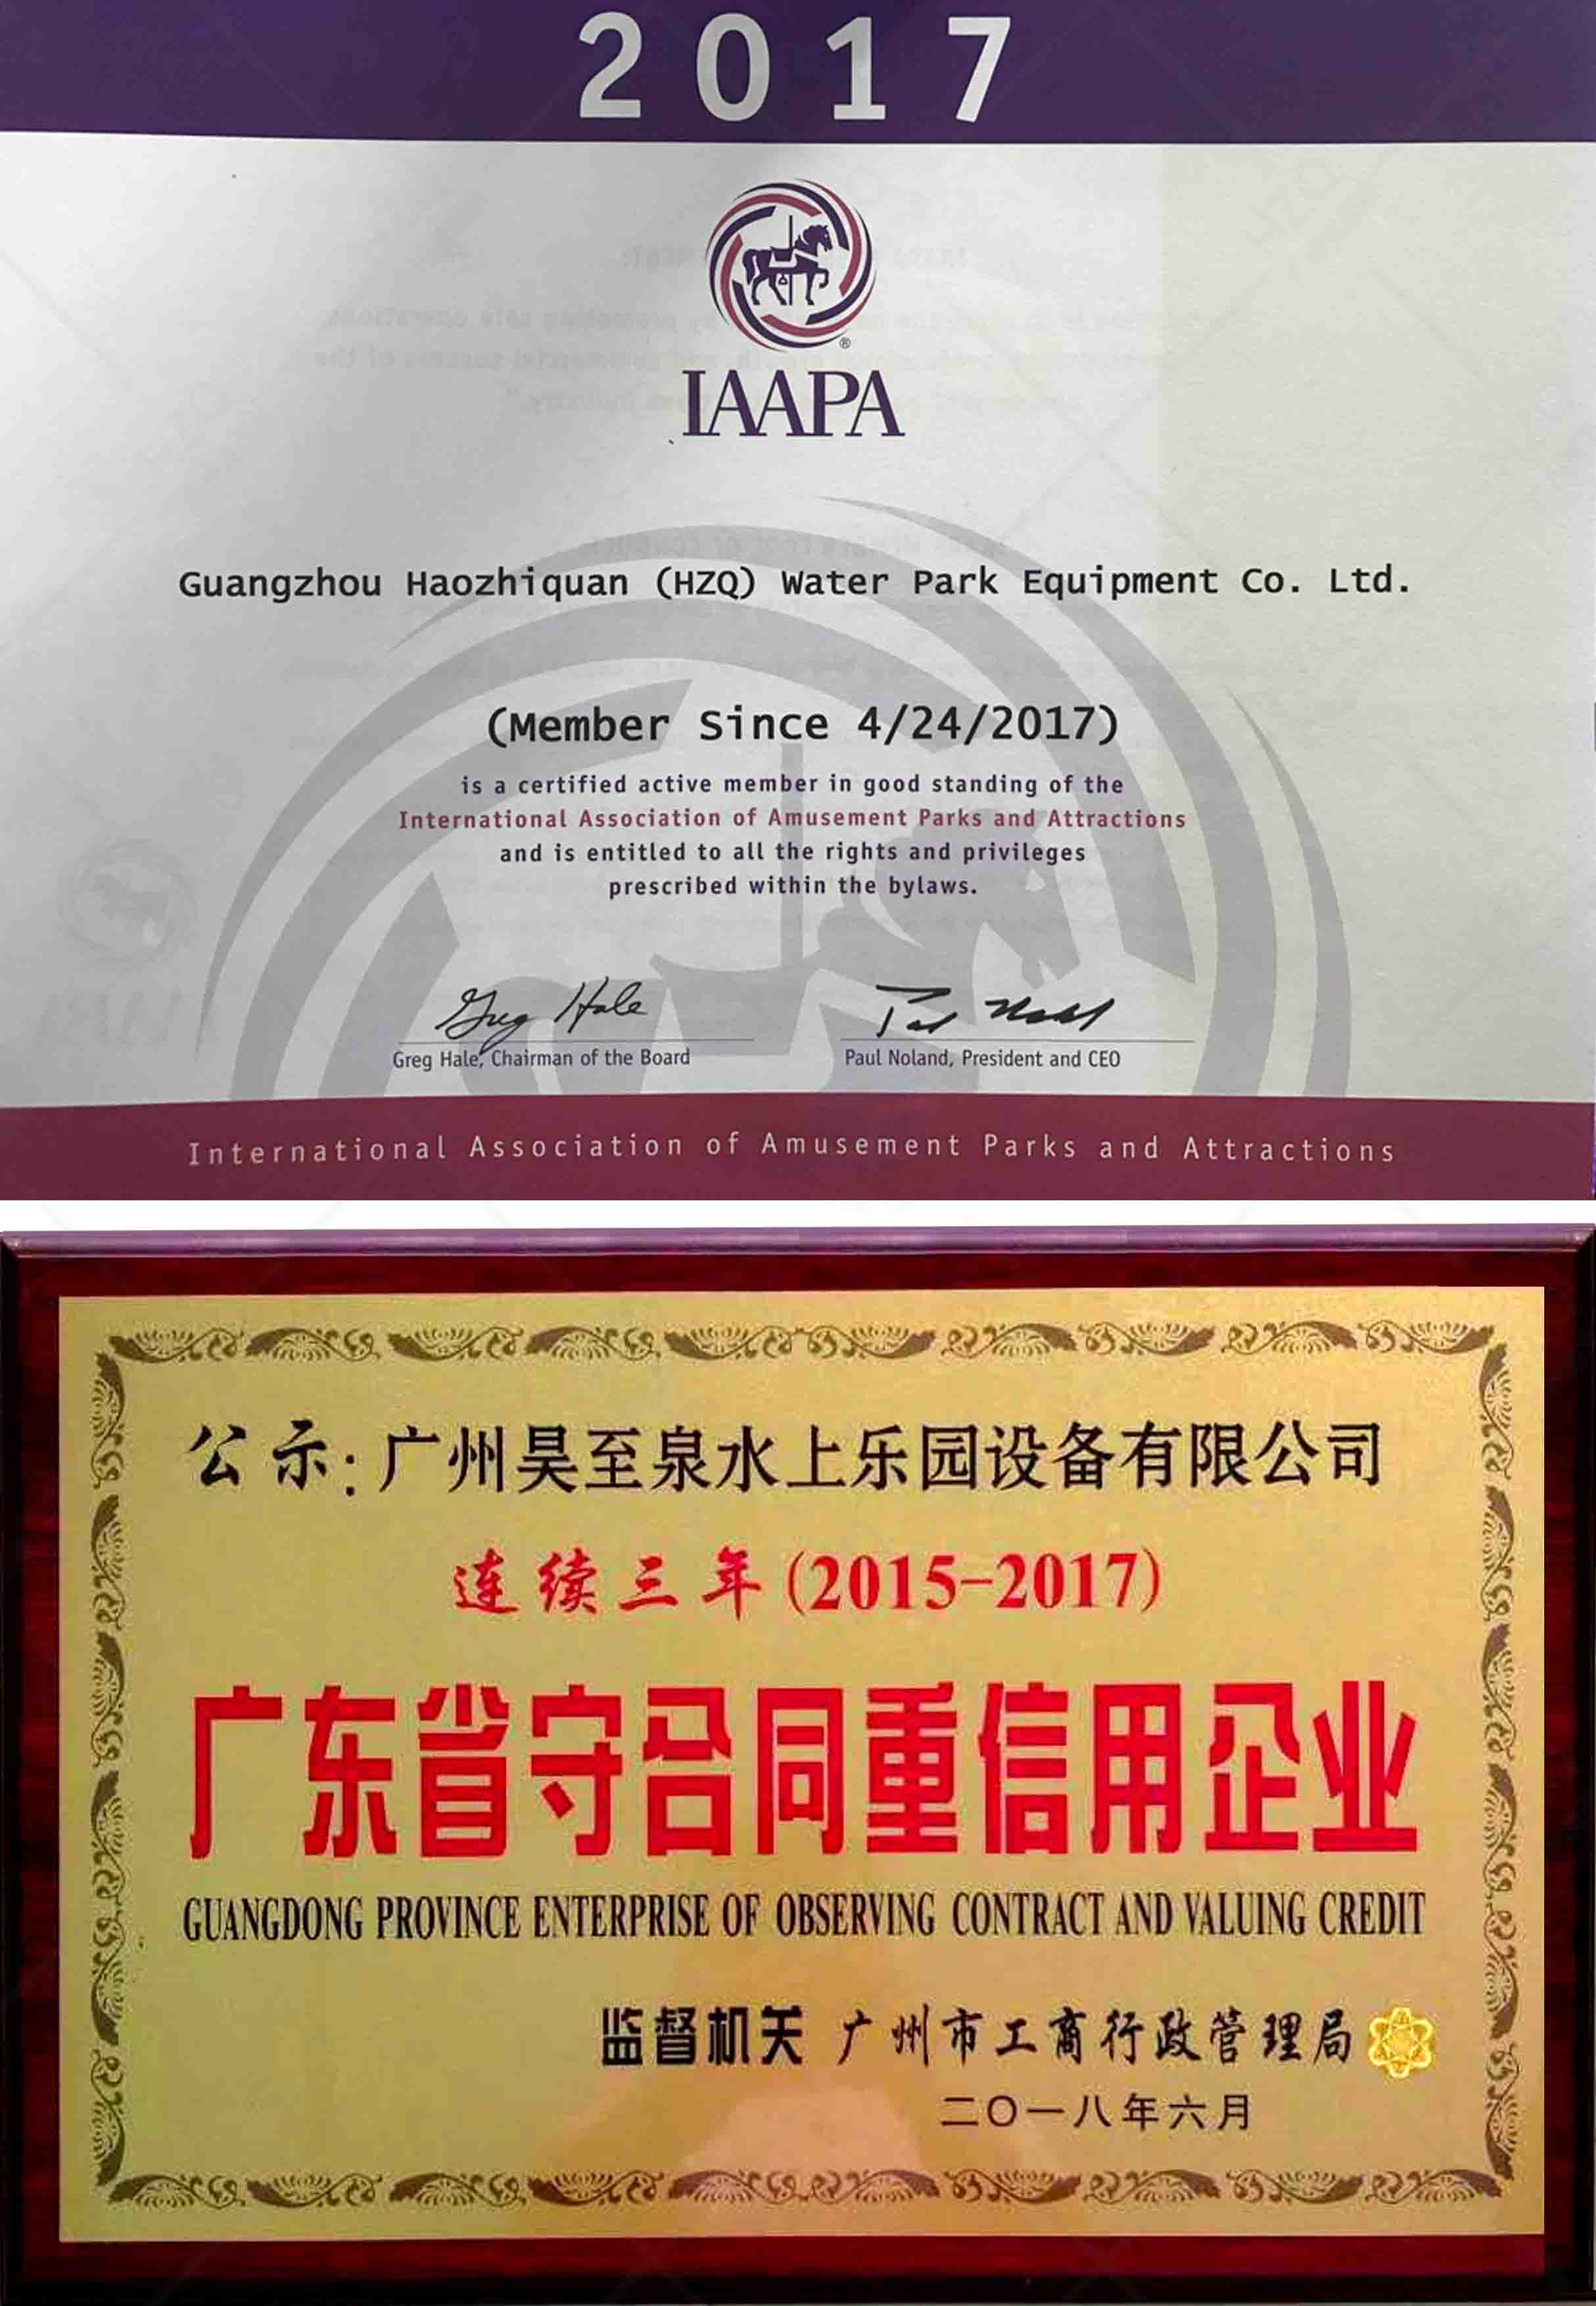 2017
IAAPA
Guangzhou Haozhiquan (HZQ) Water Park Equipment Co. Ltd.
(Member Since 4/24/2017)
is a certified active member in good standing of the
International Association of Amusement Parks and Attractions
and is entitled to all the rights and privileges
prescribed within the bylaws.
Greg Hale Paul Noland
Greg Hale, Chairman of the Board Paul Noland, President and CEO
International Association of Amusement Parks and Attractions
公示:广州昊至泉水上乐园设备有限公司
连续三年(2015-2017)
广东省守合同重信用企业
GUANGDONG PROVINCE ENTERPRISE OF OBSERVING CONTRACT AND VALUING CREDIT
监督机关 广州市工商行政管理局
二〇一八年六月